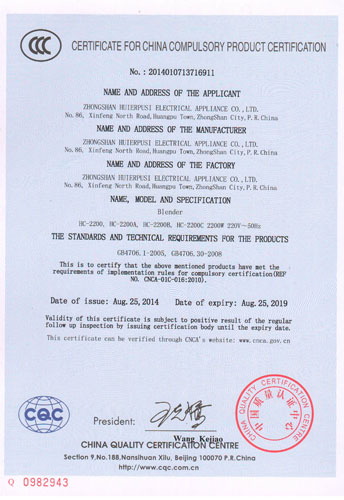 CCC
CERTIFICATE FOR CHINA COMPULSORY PRODUCT CERTIFICATION
No.: 2014010713716911
NAME AND ADDRESS OF THE APPLICANT
ZHONGSHAN HUIERPUSI ELECTRICAL APPLIANCE CO., LTD.
No. 86, Xinfeng North Road, Huangpu Town, ZhongShan City, P. R. China
NAME AND ADDRESS OF THE MANUFACTURER
ZHONGSHAN HUIERPUSI ELECTRICAL APPLIANCE CO., LTD.
No. 86, Xinfeng North Road, Huangpu Town, ZhongShan City, P. R. China
NAME AND ADDRESS OF THE FACTORY
ZHONGSHAN HUIERPUSI ELECTRICAL APPLIANCE CO., LTD.
No. 86, Xinfeng North Road, Huangpu Town, ZhongShan City, P. R. China
NAME, MODEL AND SPECIFICATION
Blender
HC-2200, HC-2200A, HC-2200B, HC-2200C 2200W 220V~50Hz
THE STANDARDS AND TECHNICAL REQUIREMENTS FOR THE PRODUCTS
GB4706.1-2005, GB4706.30-2008
This is to certify that the above mentioned products have met the
requirements of implementation rules for compulsory certification(REF
NO. CNCA-01C-016:2010).
Date of issue: Aug. 25, 2014 Date of expiry: Aug. 25, 2019
Validity of this certificate is subject to positive result of the regular
follow up inspection by issuing certification body until the expiry date.
This certificate can be verified through CNCA's website: www.cnca.gov.cn
CQC
President:
Wang Kejiao
CHINA QUALITY CERTIFICATION CENTRE
中国质量认证中心
CHINA QUALITY CERTIFICATION CENTRE
Section 9, No.188, Nansihuan Xilu, Beijing 100070 P.R.China
http://www.cqc.com.cn
Q 0982943